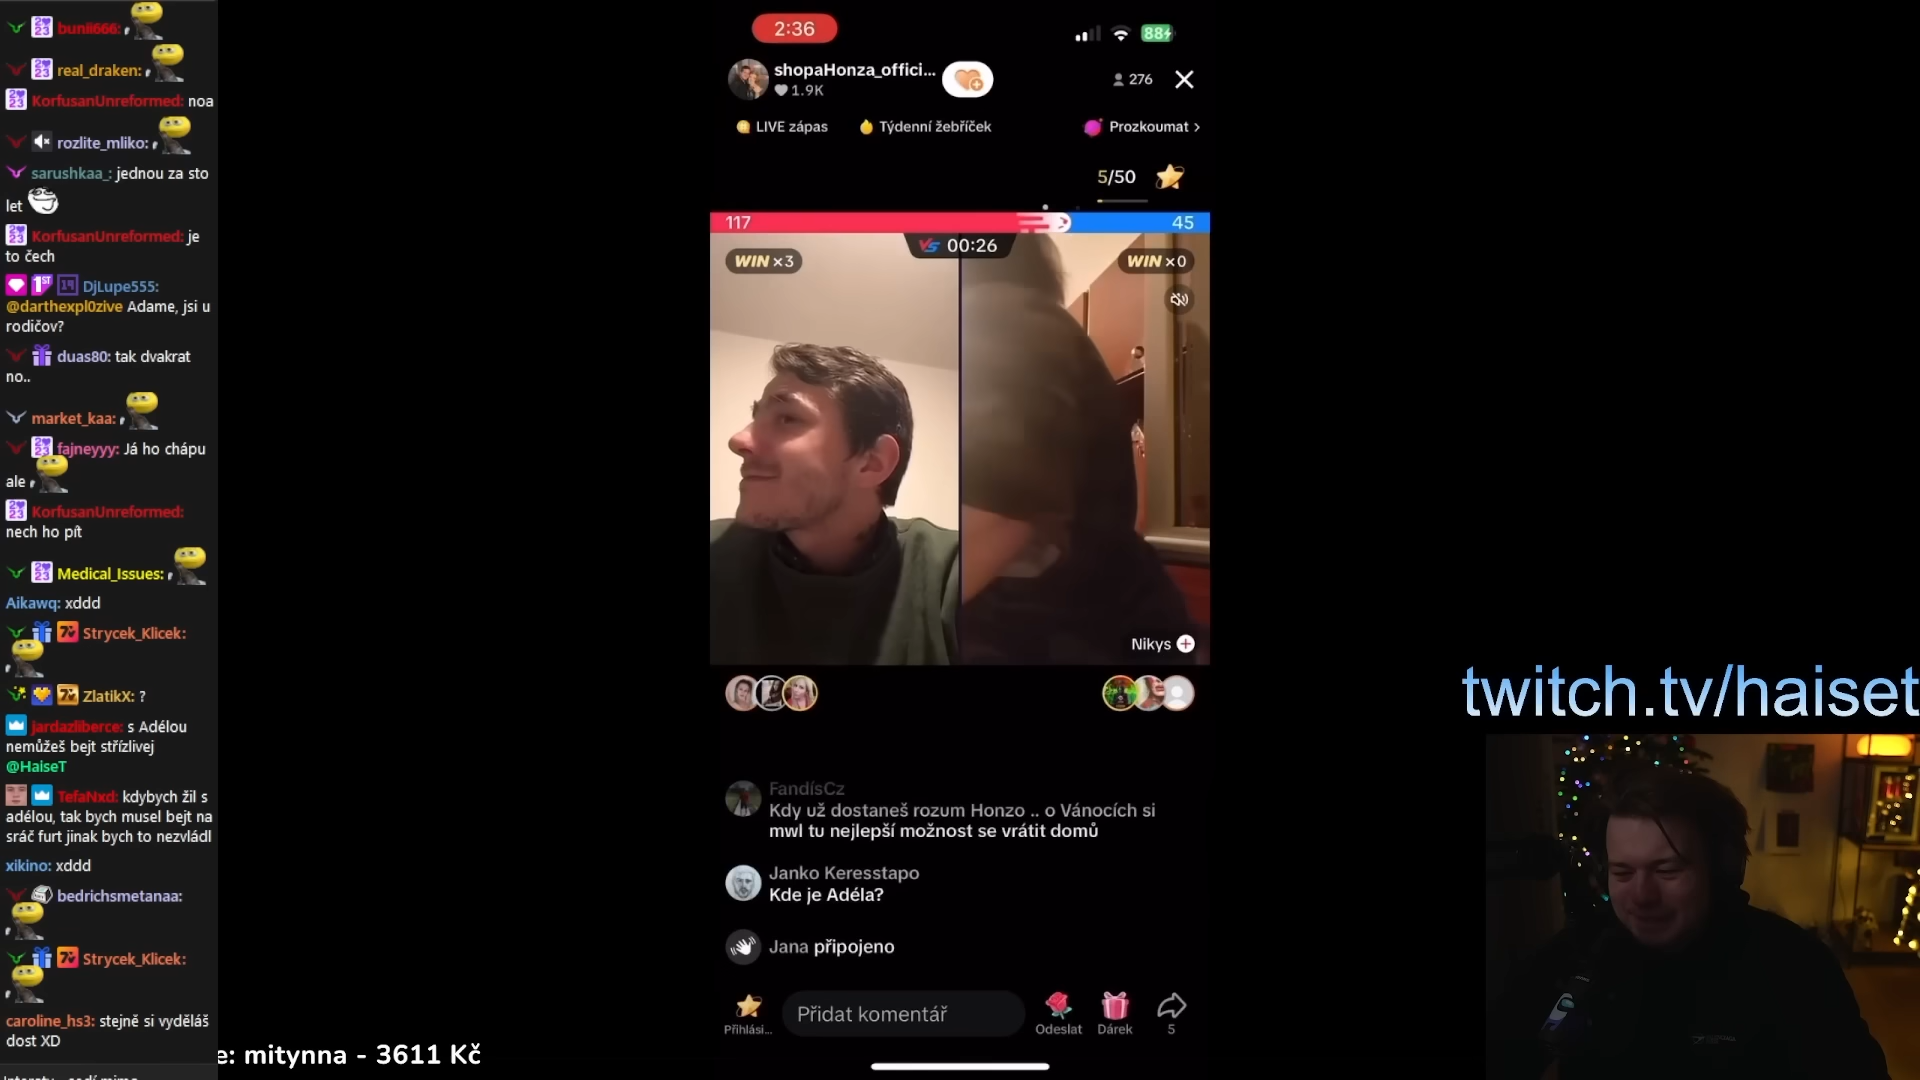 bunii666:
real_draken:
KorfusanUnreformed: noa
rozlite_mliko:
sarushkaa_: jednou za sto
let
KorfusanUnreformed: je
to čech
DjLupe555:
@darthexpl0zive Adame, jsi u
rodičov?
duas80: tak dvakrat
no..
market_kaa:
fajneyyy: Já ho chápu
ale
KorfusanUnreformed:
nech ho pít
Medical_Issues:
Aikawq: xddd
Strycek_Klicek:
ZlatikX: ?
jardazliberce: s Adélou
nemůžeš bejt střízlivej
@HaiseT
TefaNxd: kdybych žil s
adélou, tak bych musel bejt na
sráč furt jinak bych to nezvládl
xikino: xddd
bedrichsmetanaa:
Strycek_Klicek:
caroline_hs3: stejně si vyděláš
dost XD
e: mitynna - 3611 Kč
2:36
88
shopaHonza_offici...
1.9K
276
LIVE zápas
Týdenní žebříček
Prozkoumat >
5/50
117
45
VS 00:26
WIN ×3
WIN ×0
Nikys
FandísCz
Kdy už dostaneš rozum Honzo .. o Vánocích si
mwl tu nejlepší možnost se vrátit domů
Janko Keresstapo
Kde je Adéla?
Jana připojeno
Přihlási...
Přidat komentář
Odeslat
Dárek
5
twitch.tv/haiset